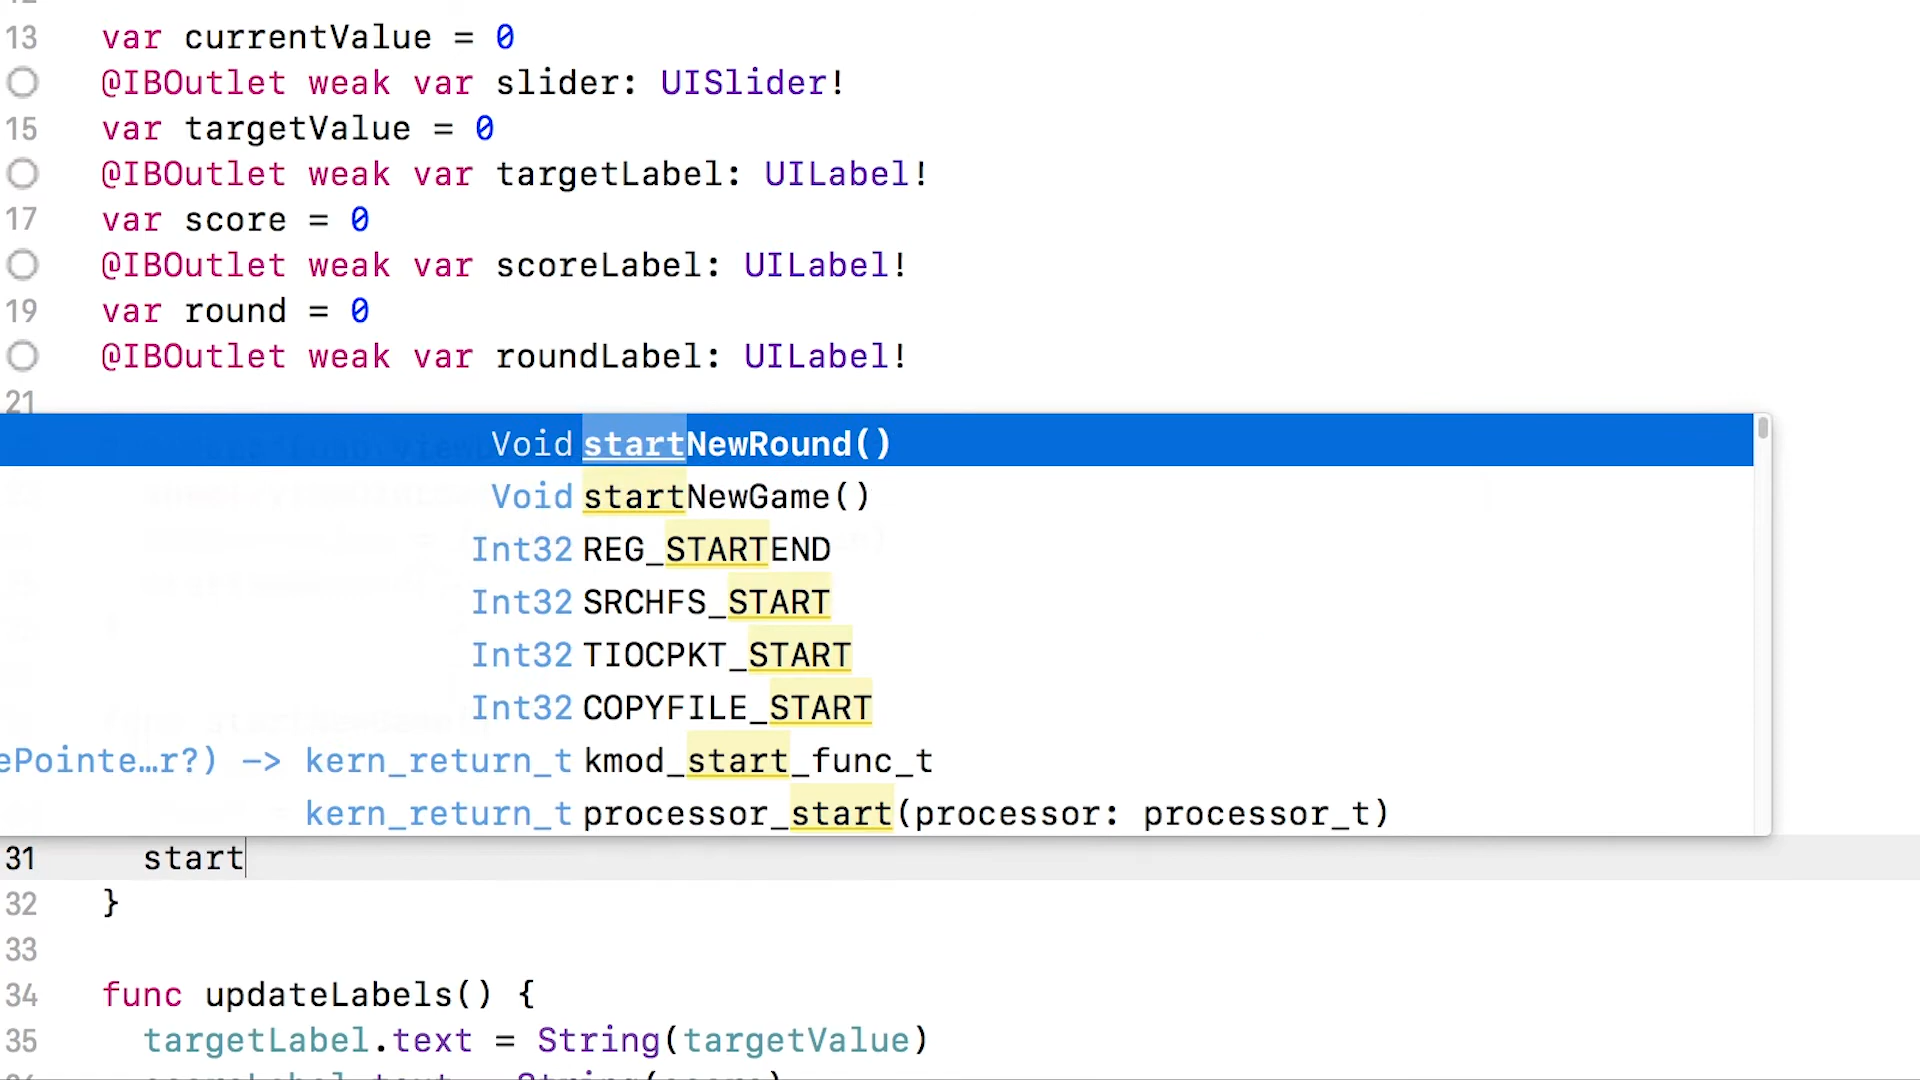 13 var currentValue = 0
@IBOutlet weak var slider: UISlider!
15 var targetValue = 0
@IBOutlet weak var targetLabel: UILabel!
17 var score = 0
@IBOutlet weak var scoreLabel: UILabel!
19 var round = 0
@IBOutlet weak var roundLabel: UILabel!
21
Void startNewRound()
Void startNewGame()
Int32 REG_STARTEND
Int32 SRCHFS_START
Int32 TIOCPKT_START
Int32 COPYFILE_START
ePointe…r?) -> kern_return_t kmod_start_func_t
kern_return_t processor_start(processor: processor_t)
31 start
32 }
33
34 func updateLabels() {
35 targetLabel.text = String(targetValue)